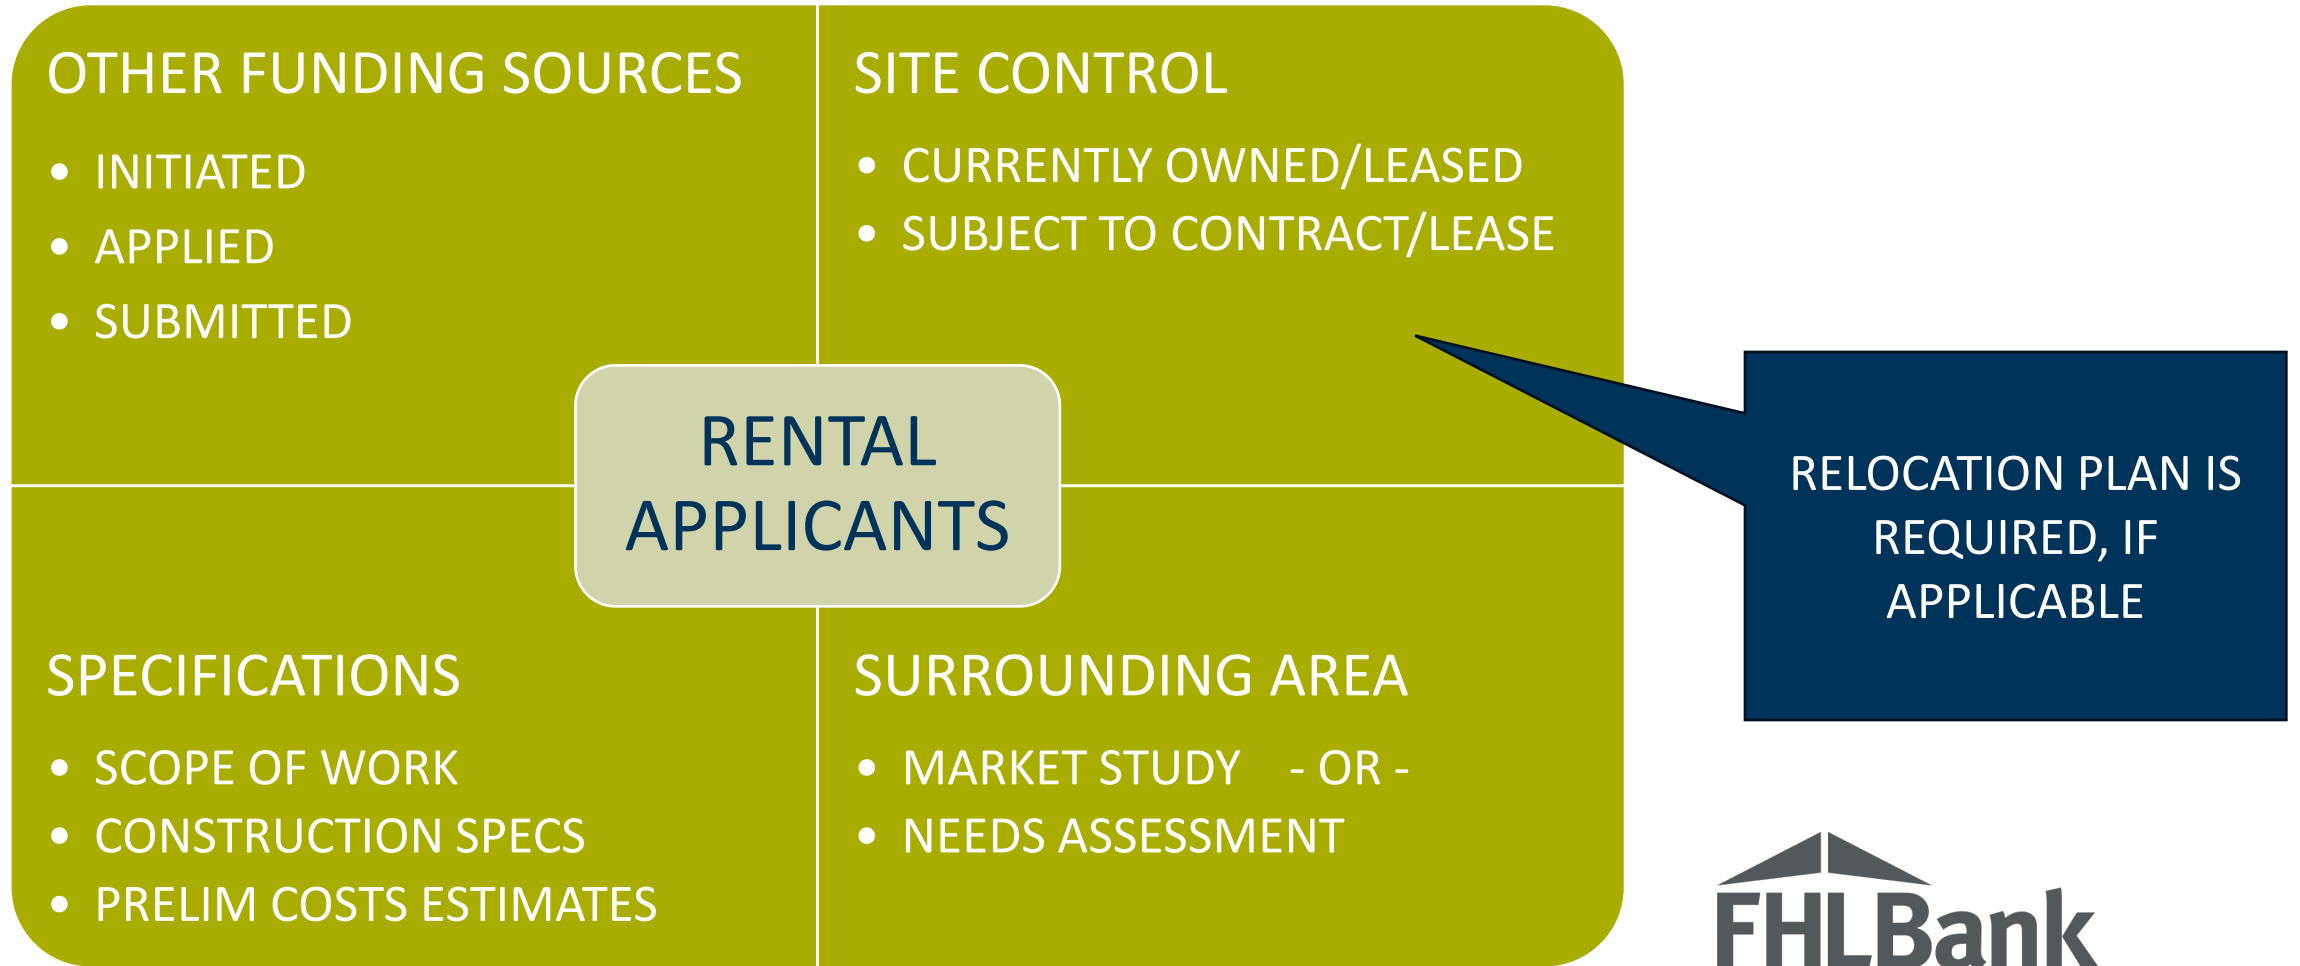 OTHER FUNDING SOURCES
• INITIATED
• APPLIED
• SUBMITTED
SITE CONTROL
• CURRENTLY OWNED/LEASED
• SUBJECT TO CONTRACT/LEASE
RENTAL
APPLICANTS
RELOCATION PLAN IS
REQUIRED, IF
APPLICABLE
SPECIFICATIONS
• SCOPE OF WORK
• CONSTRUCTION SPECS
• PRELIM COSTS ESTIMATES
SURROUNDING AREA
• MARKET STUDY - OR -
• NEEDS ASSESSMENT
FHLBank